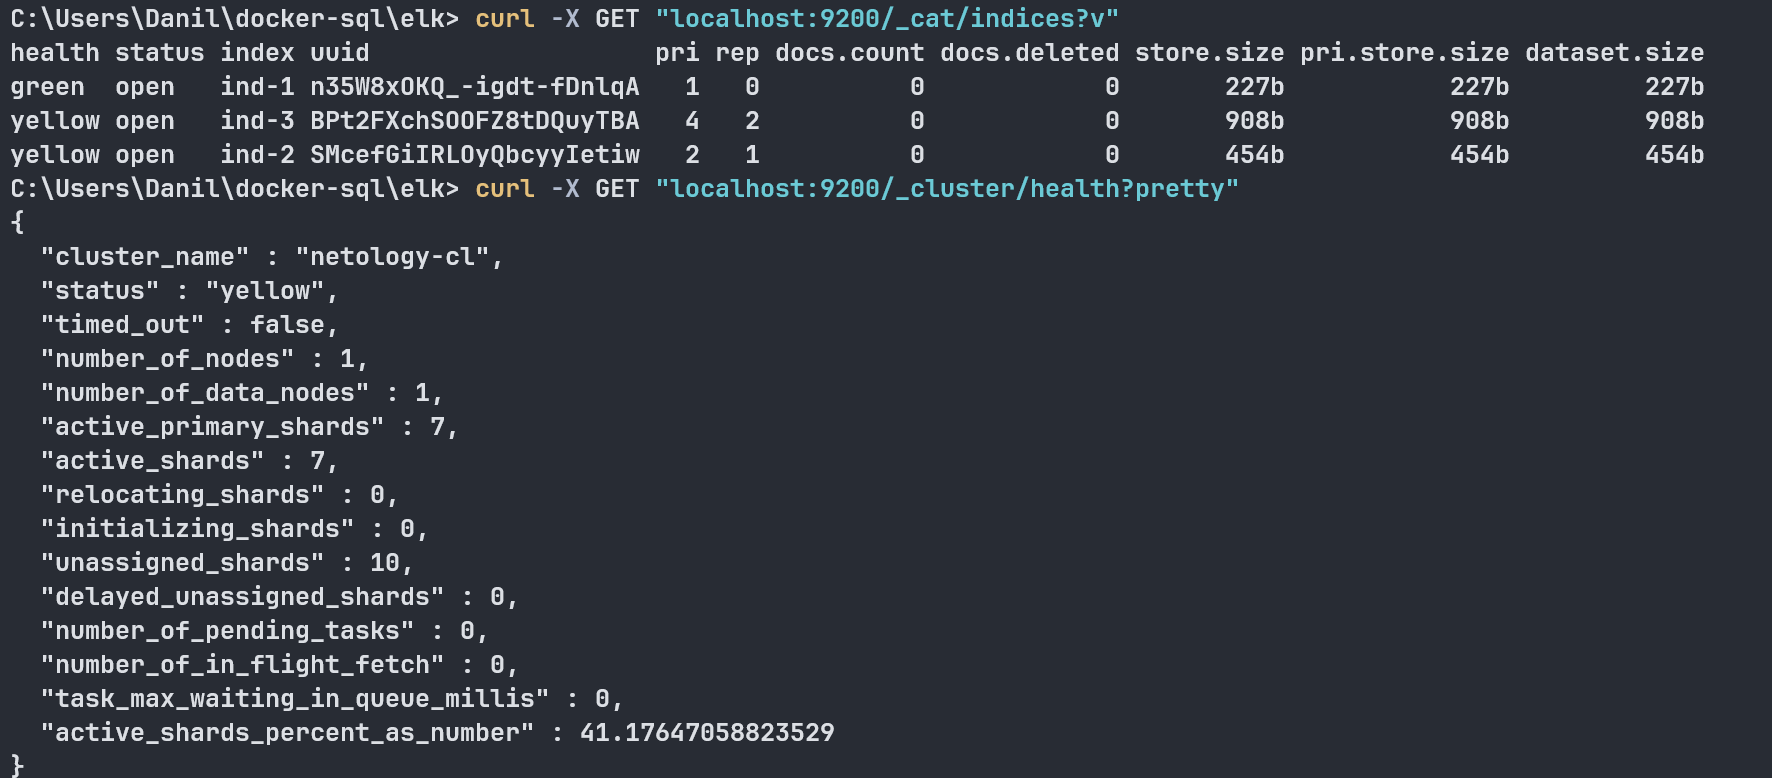 C:\Users\Danil\docker-sql\elk> curl -X GET "localhost:9200/_cat/indices?v"
health status index uuid                   pri rep docs.count docs.deleted store.size pri.store.size dataset.size
green  open   ind-1 n35W8xOKQ_-igdt-fDnlqA   1   0          0            0       227b           227b         227b
yellow open   ind-3 BPt2FXchSOOFZ8tDQuyTBA   4   2          0            0       908b           908b         908b
yellow open   ind-2 SMcefGiIRLOyQbcyyIetiw   2   1          0            0       454b           454b         454b
C:\Users\Danil\docker-sql\elk> curl -X GET "localhost:9200/_cluster/health?pretty"
{
  "cluster_name" : "netology-cl",
  "status" : "yellow",
  "timed_out" : false,
  "number_of_nodes" : 1,
  "number_of_data_nodes" : 1,
  "active_primary_shards" : 7,
  "active_shards" : 7,
  "relocating_shards" : 0,
  "initializing_shards" : 0,
  "unassigned_shards" : 10,
  "delayed_unassigned_shards" : 0,
  "number_of_pending_tasks" : 0,
  "number_of_in_flight_fetch" : 0,
  "task_max_waiting_in_queue_millis" : 0,
  "active_shards_percent_as_number" : 41.17647058823529
}